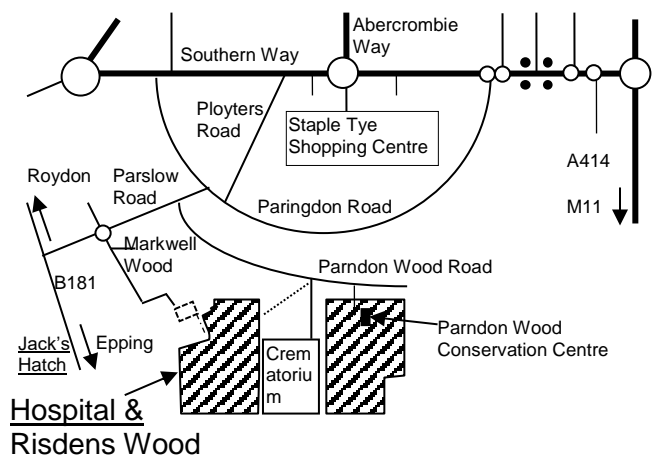 Abercrombie
Way
Southern Way
Ployters
Road
Staple Tye
Shopping Centre
A414
Roydon
Parslow
Road
M11
Paringdon Road
Markwell
Wood
Parndon Wood Road
B181
Jack's
Hatch
Epping
Crem
atoriu
m
Parndon Wood
Conservation Centre
Hospital &
Risdens Wood